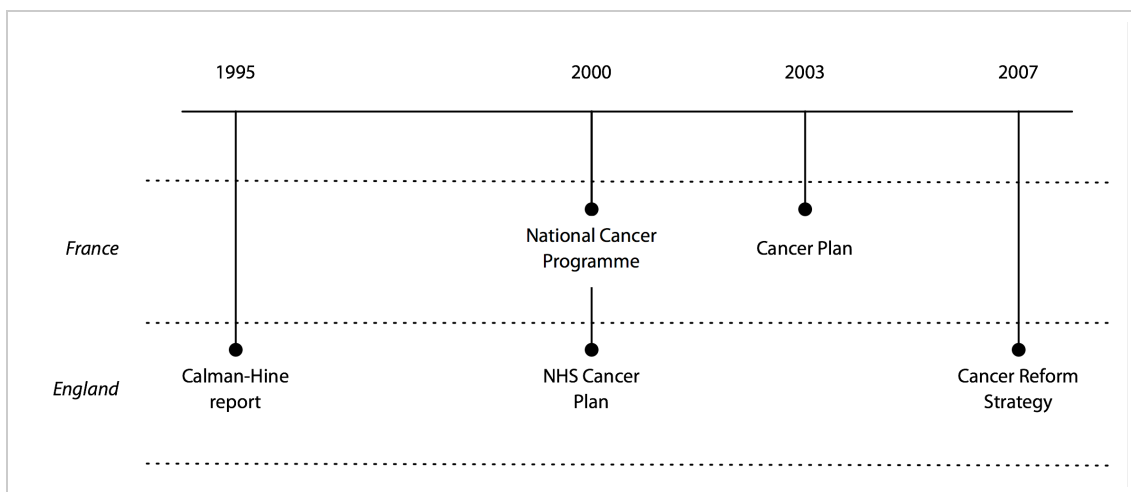 1995 2000 2003 2007
National Cancer
Programme
France
Cancer Plan
Calman-Hine
report
England
NHS Cancer
Plan
Cancer Reform
Strategy